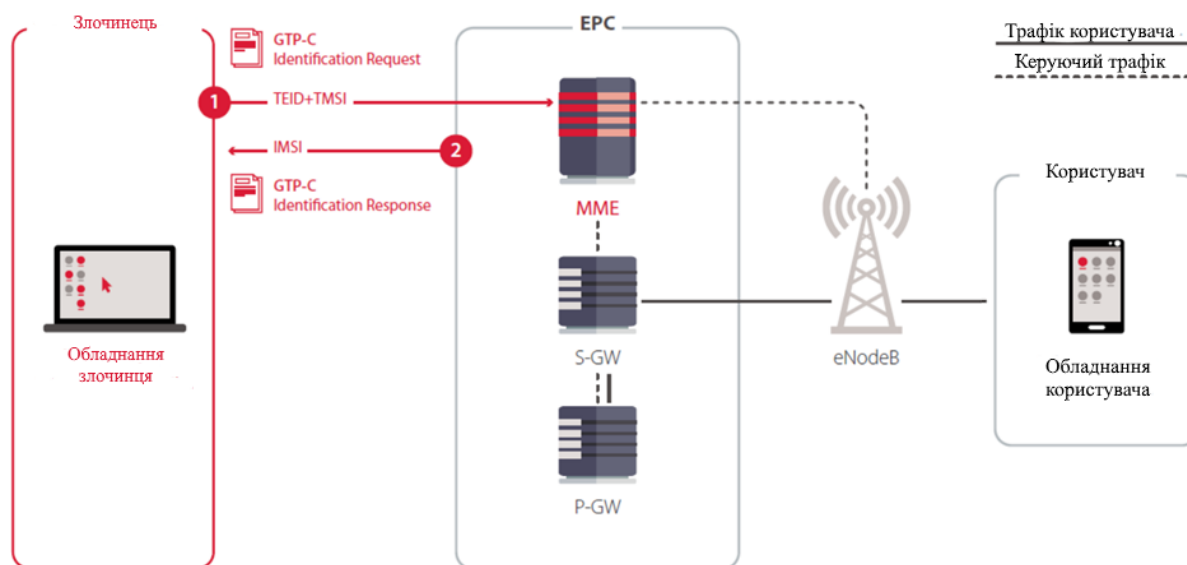 Злочинець
GTP-C
Identification Request
1
TEID+TMSI
IMSI
2
GTP-C
Identification Response
Обладнання
злочинця
EPC
MME
S-GW
P-GW
eNodeB
Трафік користувача
Керуючий трафік
Користувач
Обладнання
користувача